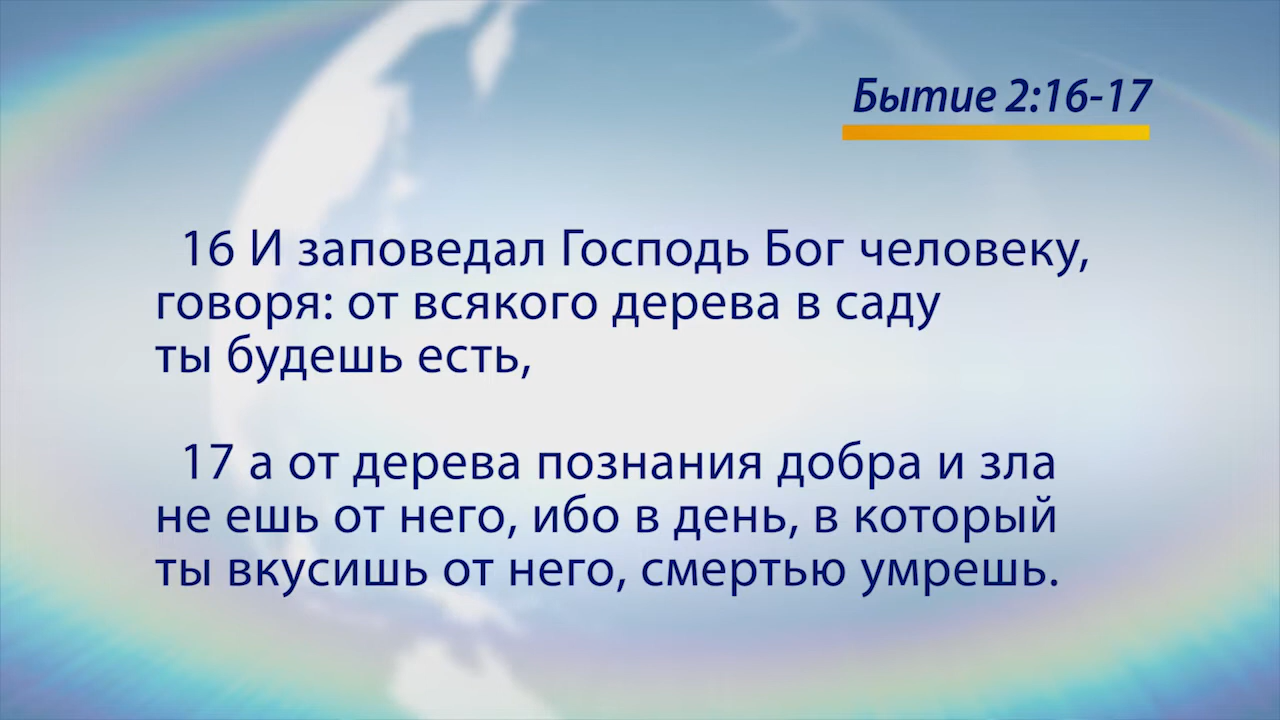 Бытие 2:16-17
16 И заповедал Господь Бог человеку,
говоря: от всякого дерева в саду
ты будешь есть,
17 а от дерева познания добра и зла
не ешь от него, ибо в день, в который
ты вкусишь от него, смертью умрешь.